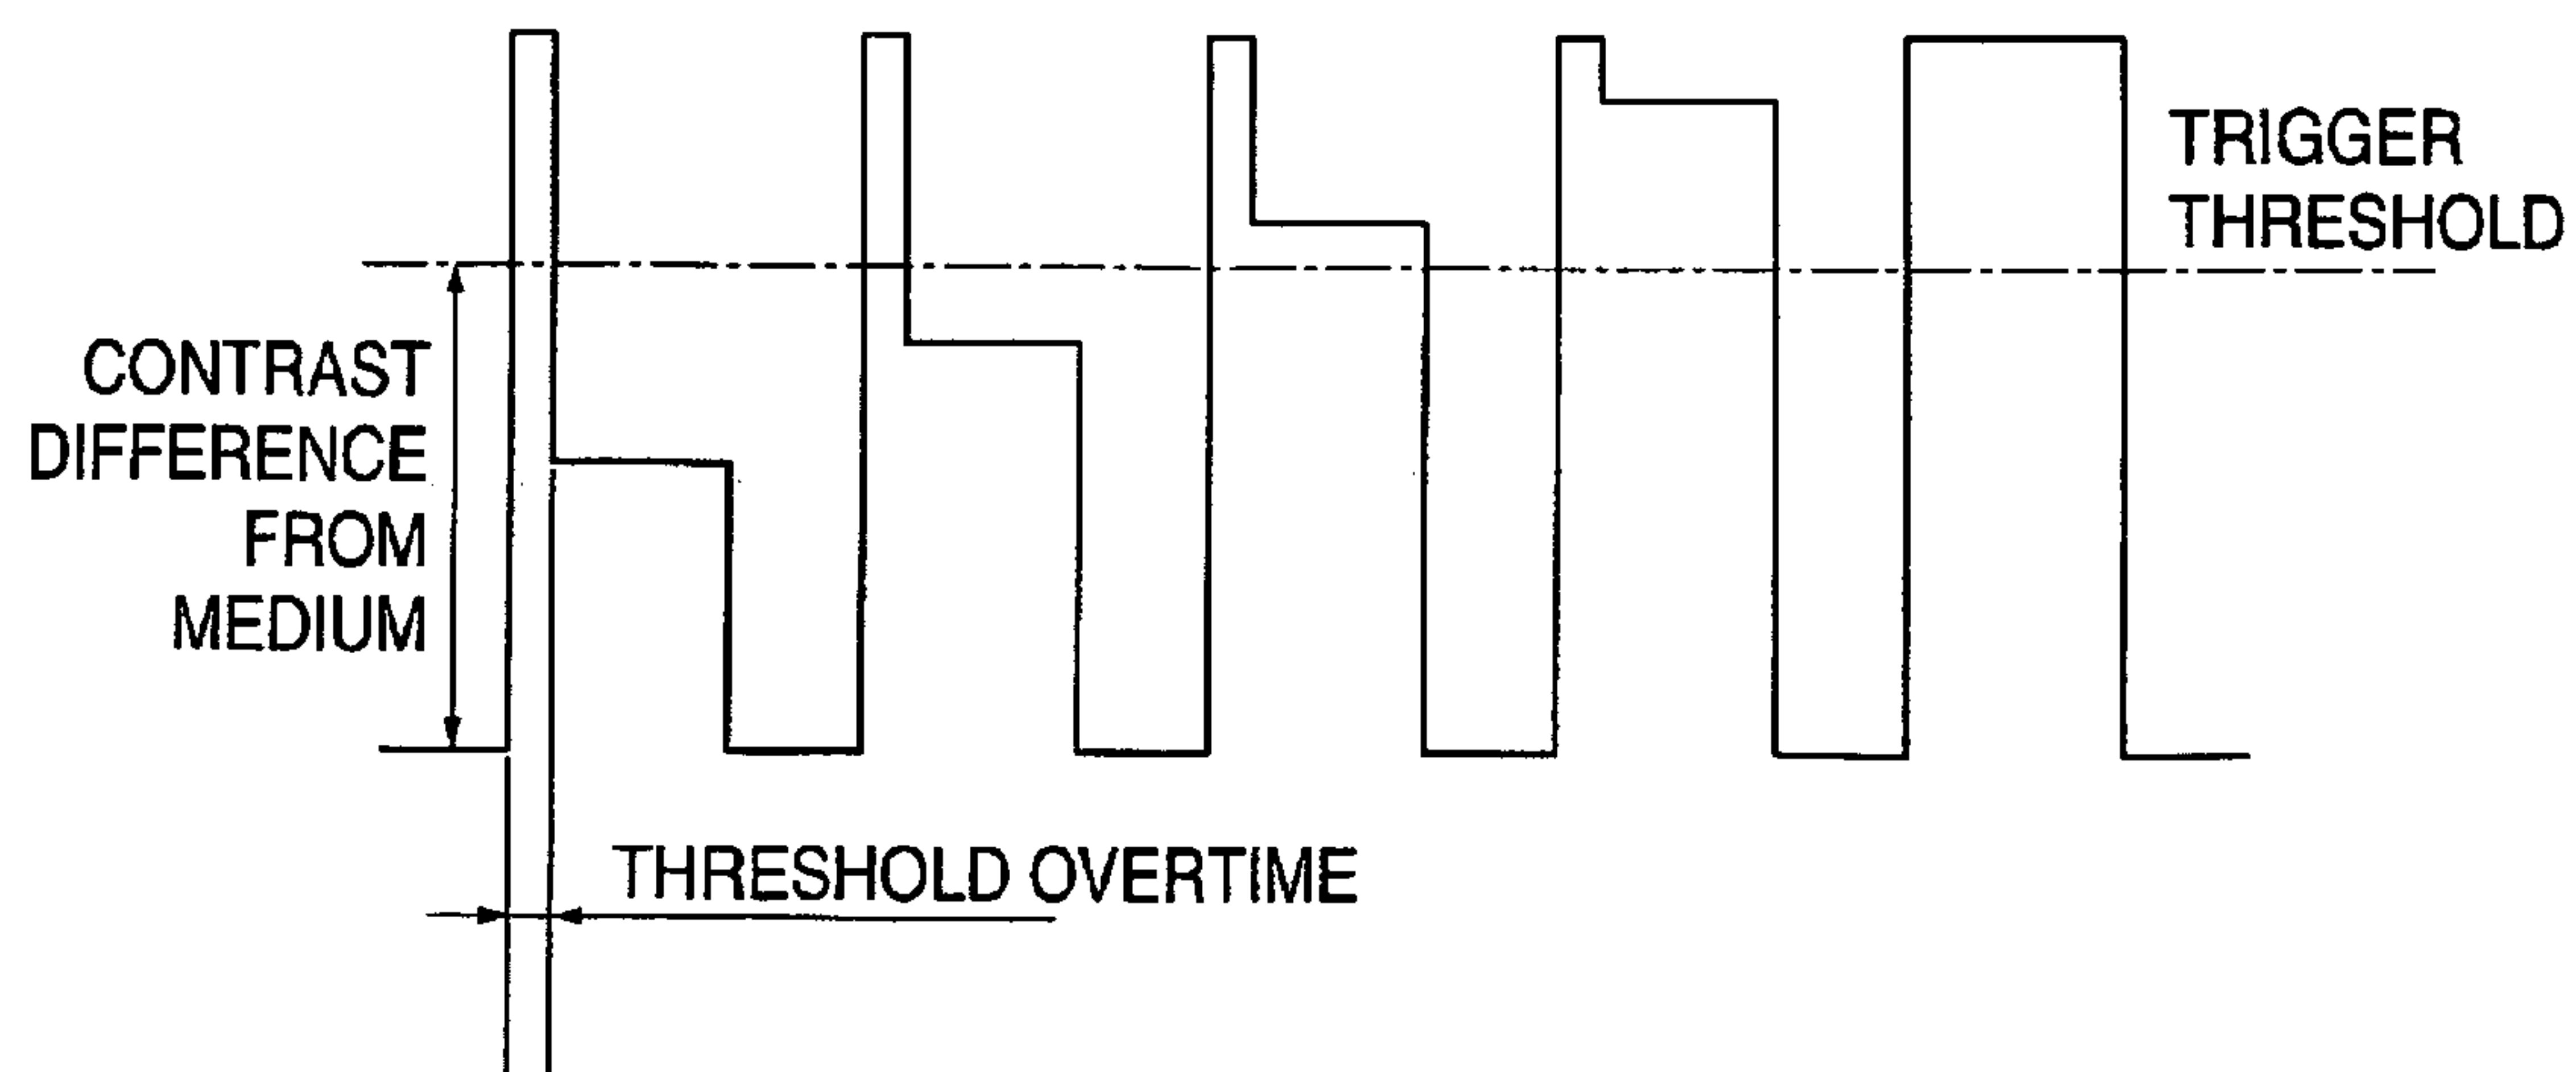 TRIGGER
THRESHOLD
CONTRAST
DIFFERENCE
FROM
MEDIUM
THRESHOLD OVERTIME